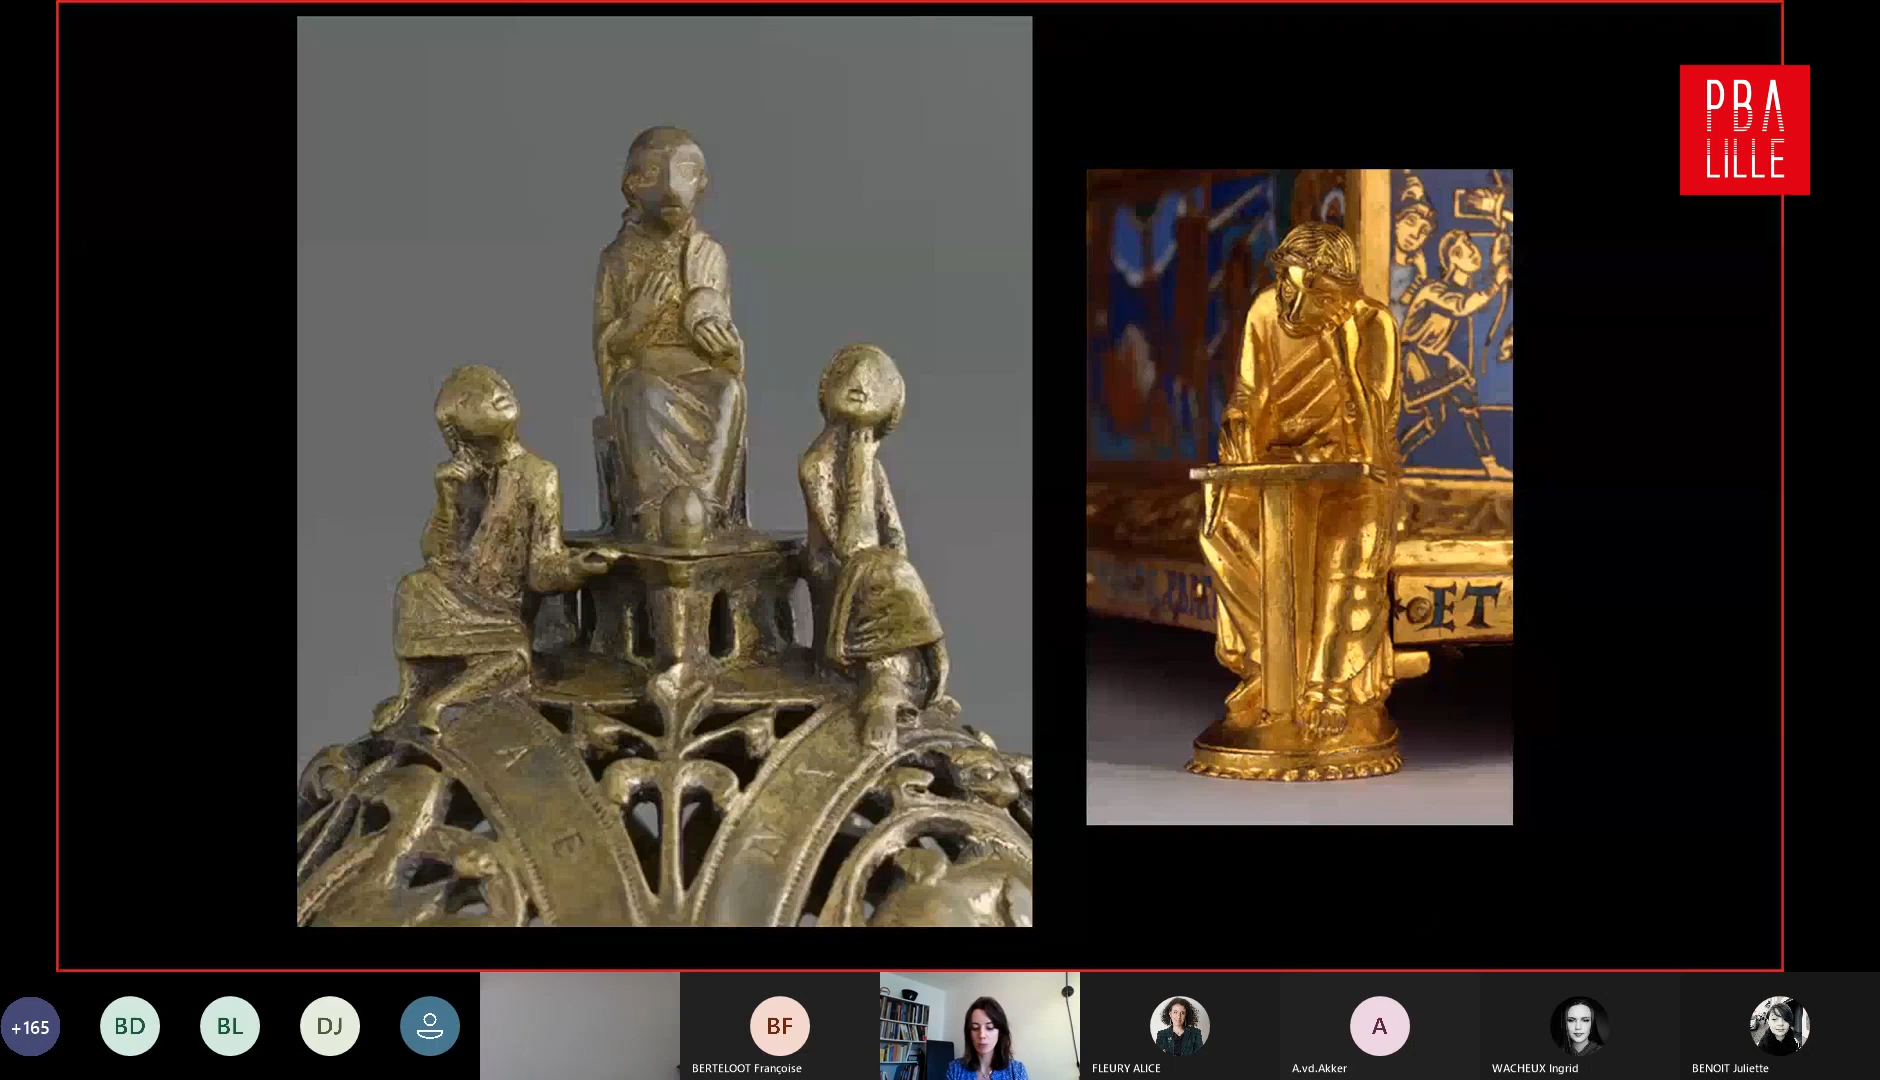 PBA
LILLE
ET
A
E
+165
BD
BL
DJ
BF
A
BERTELOOT Françoise
FLEURY ALICE
A.vd.Akker
WACHEUX Ingrid
BENOIT Juliette